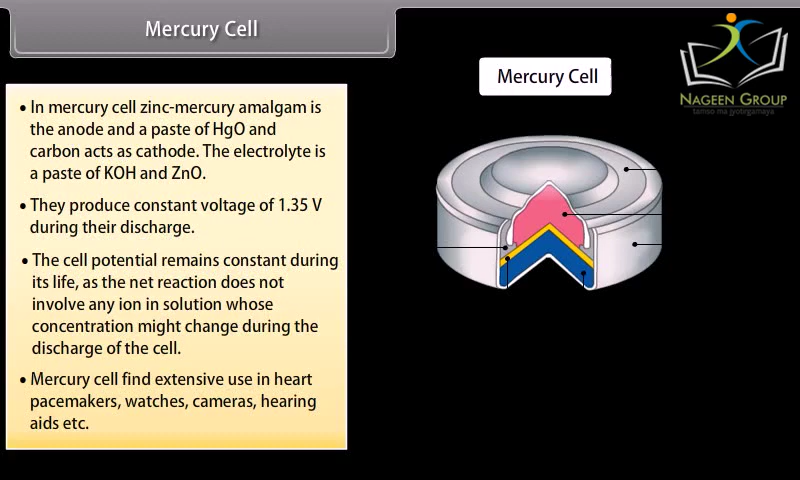 Mercury Cell
Mercury Cell
NAGEEN GROUP
tamso ma jyotirgamaya
• In mercury cell zinc-mercury amalgam is
the anode and a paste of HgO and
carbon acts as cathode. The electrolyte is
a paste of KOH and ZnO.
• They produce constant voltage of 1.35 V
during their discharge.
• The cell potential remains constant during
its life, as the net reaction does not
involve any ion in solution whose
concentration might change during the
discharge of the cell.
• Mercury cell find extensive use in heart
pacemakers, watches, cameras, hearing
aids etc.